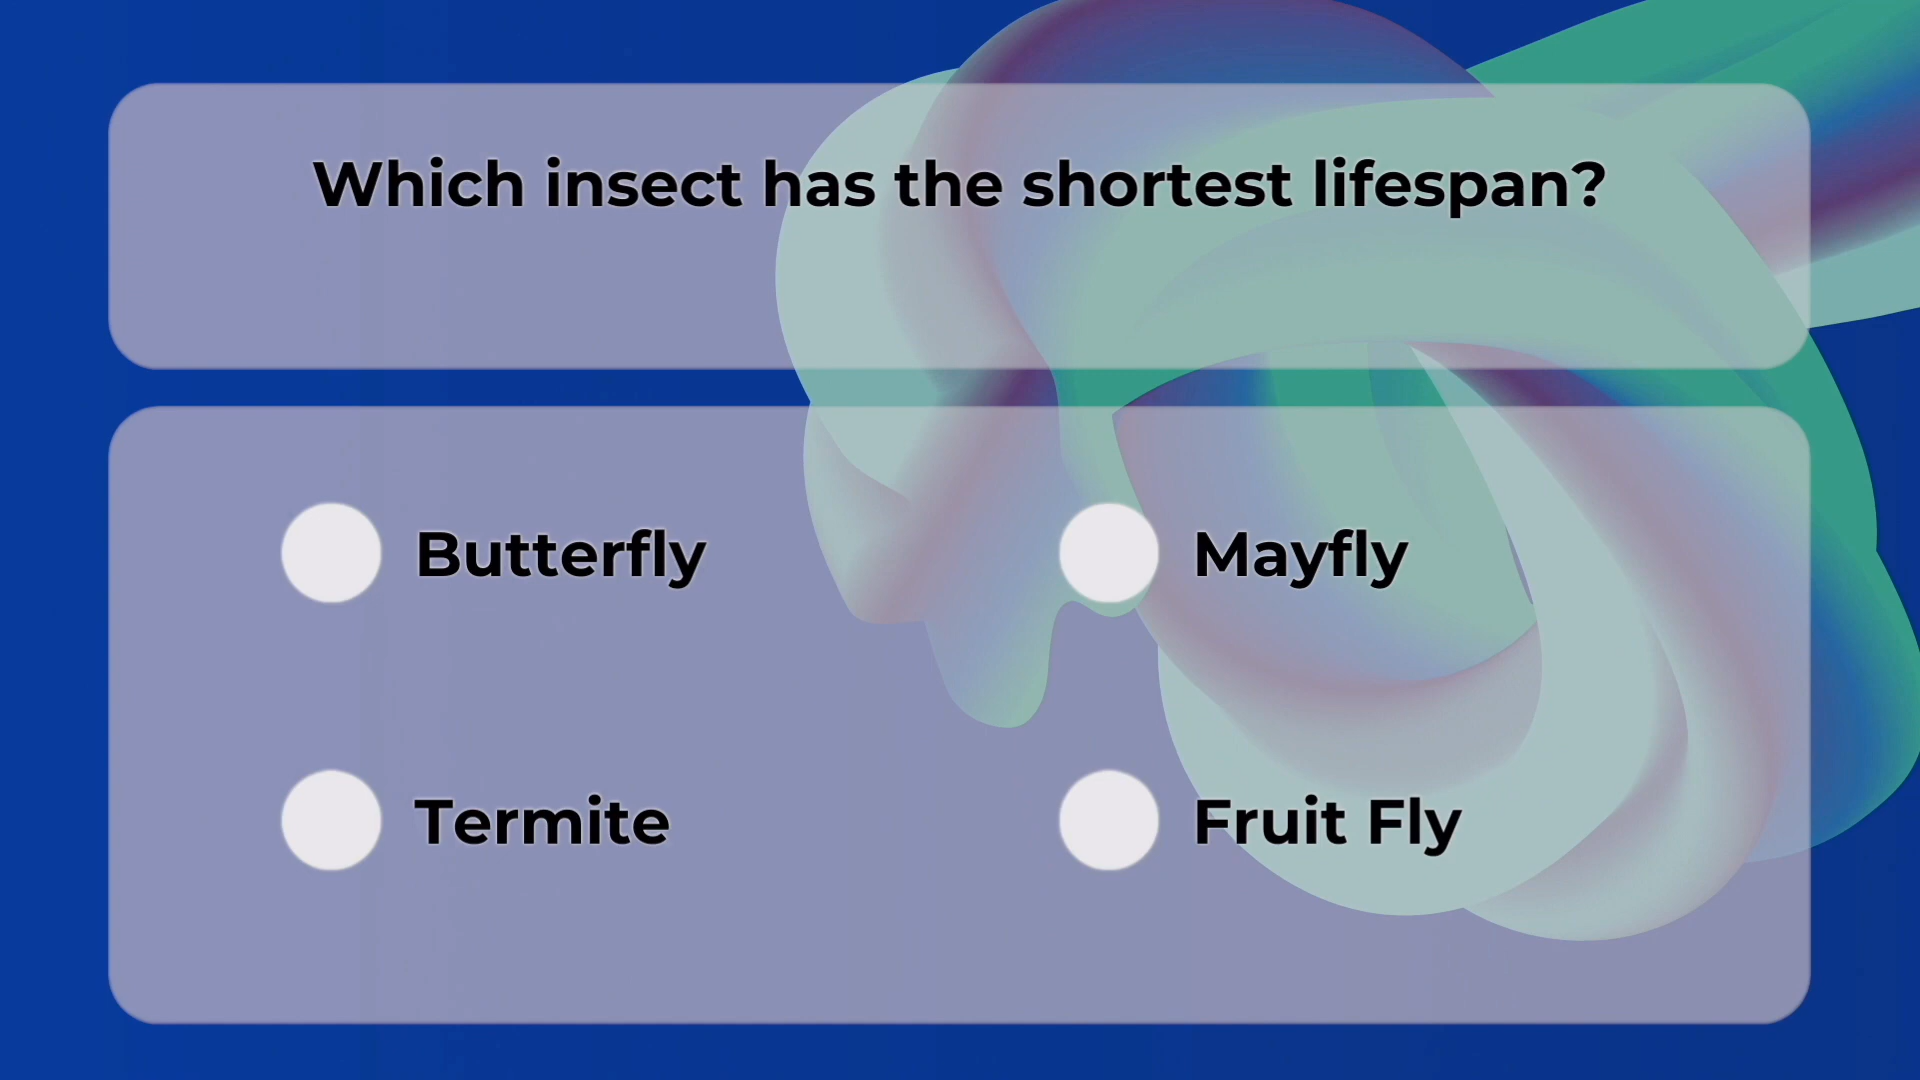 Which insect has the shortest lifespan?
Butterfly
Mayfly
Termite
Fruit Fly